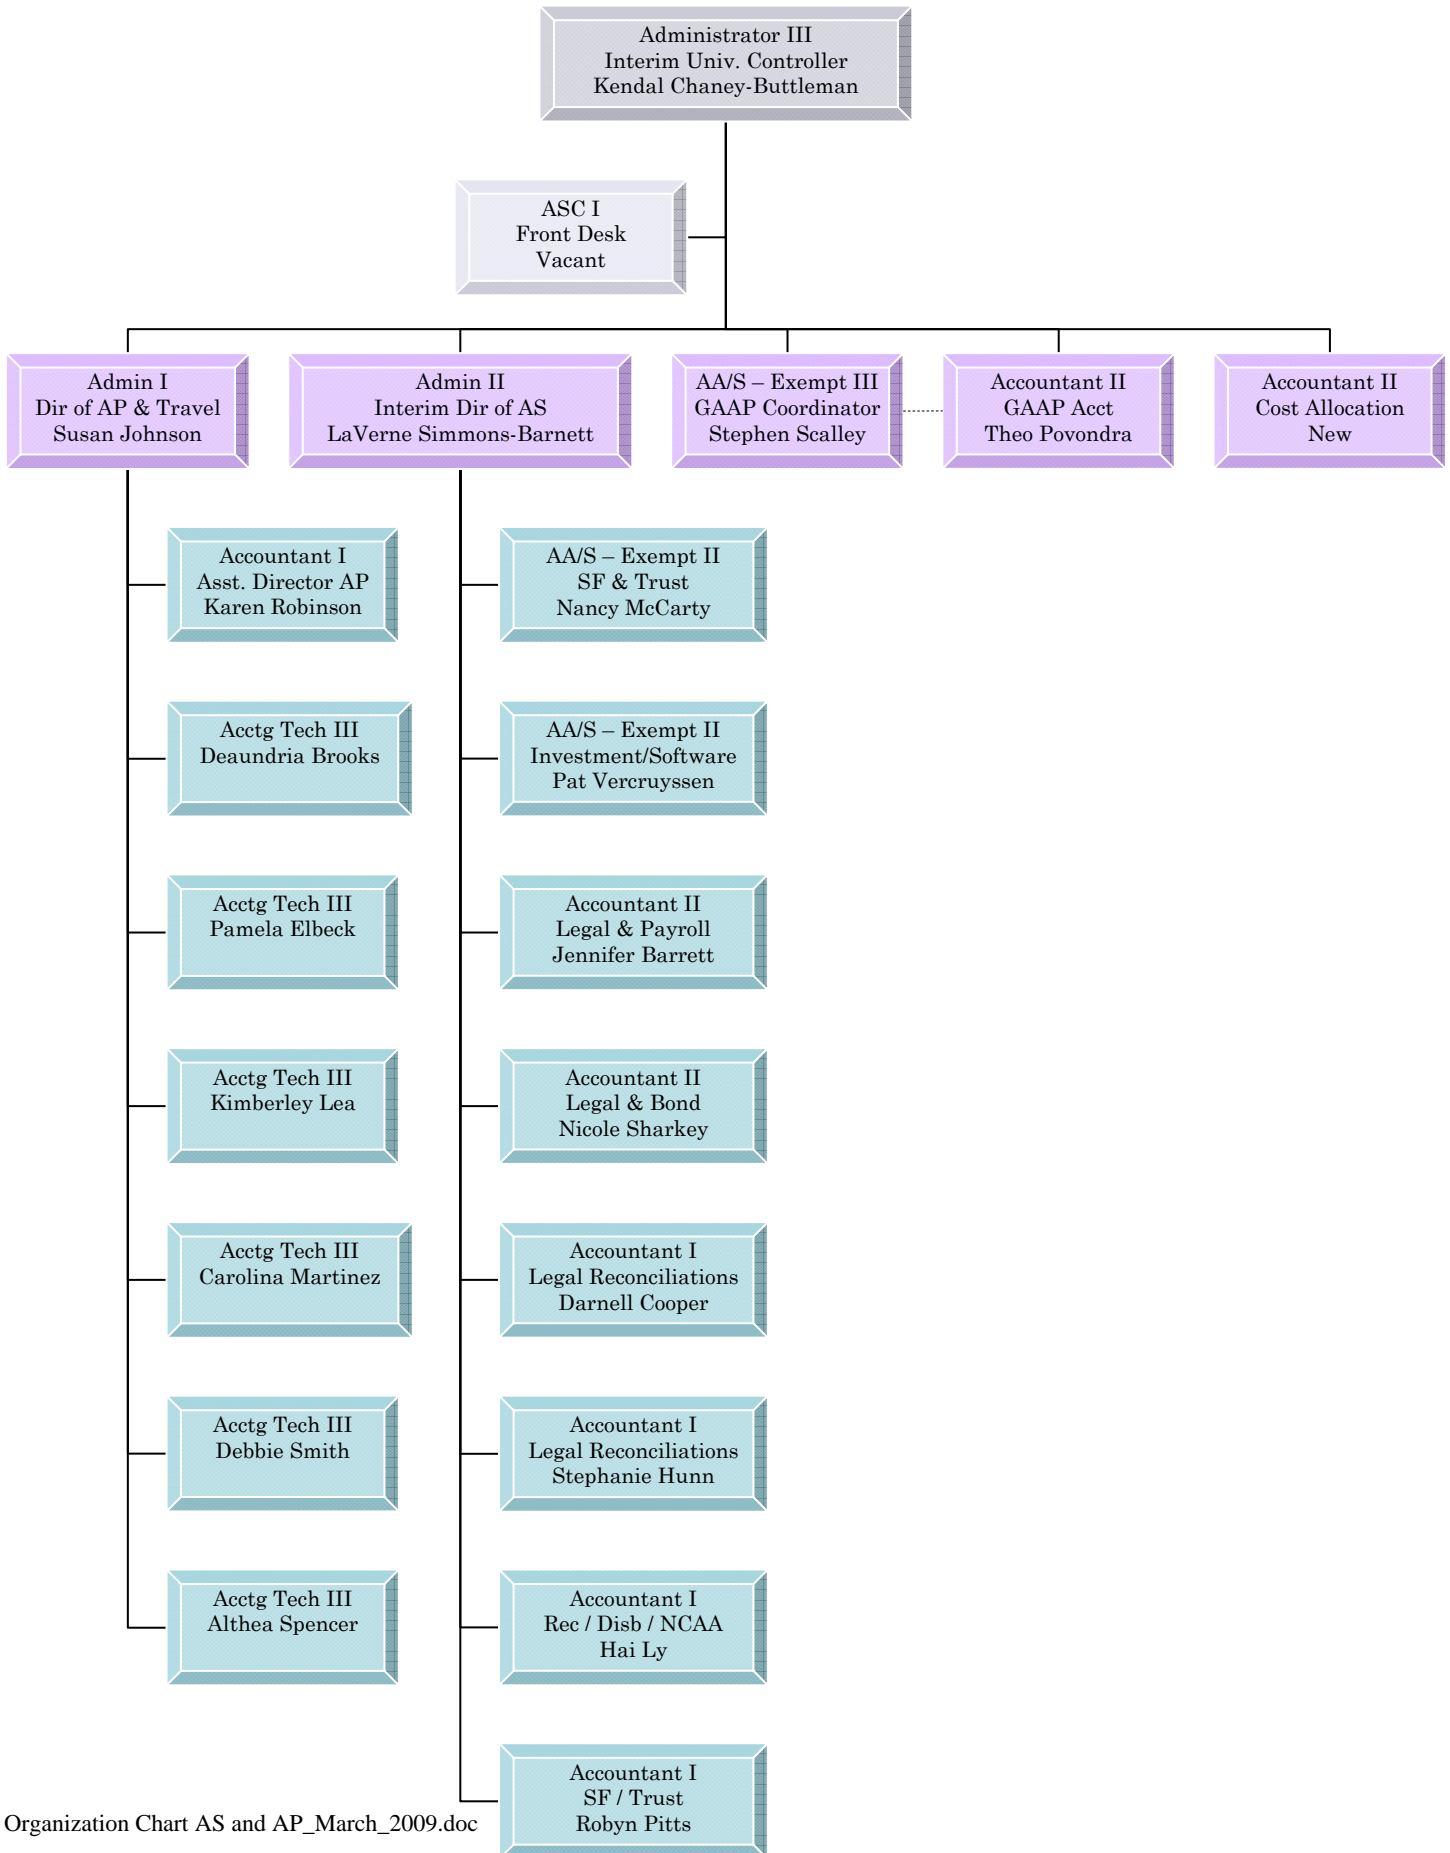 Administrator III
Interim Univ. Controller
Kendal Chaney-Buttleman
ASC I
Front Desk
Vacant
Admin I
Dir of AP & Travel
Susan Johnson
Admin II
Interim Dir of AS
LaVerne Simmons-Barnett
AA/S – Exempt III
GAAP Coordinator
Stephen Scalley
Accountant II
GAAP Acct
Theo Povondra
Accountant II
Cost Allocation
New
Accountant I
Asst. Director AP
Karen Robinson
Acctg Tech III
Deaundria Brooks
Acctg Tech III
Pamela Elbeck
Acctg Tech III
Kimberley Lea
Acctg Tech III
Carolina Martinez
Acctg Tech III
Debbie Smith
Acctg Tech III
Althea Spencer
AA/S – Exempt II
SF & Trust
Nancy McCarty
AA/S – Exempt II
Investment/Software
Pat Vercruyssen
Accountant II
Legal & Payroll
Jennifer Barrett
Accountant II
Legal & Bond
Nicole Sharkey
Accountant I
Legal Reconciliations
Darnell Cooper
Accountant I
Legal Reconciliations
Stephanie Hunn
Accountant I
Rec / Disb / NCAA
Hai Ly
Accountant I
SF / Trust
Robyn Pitts
Organization Chart AS and AP_March_2009.doc